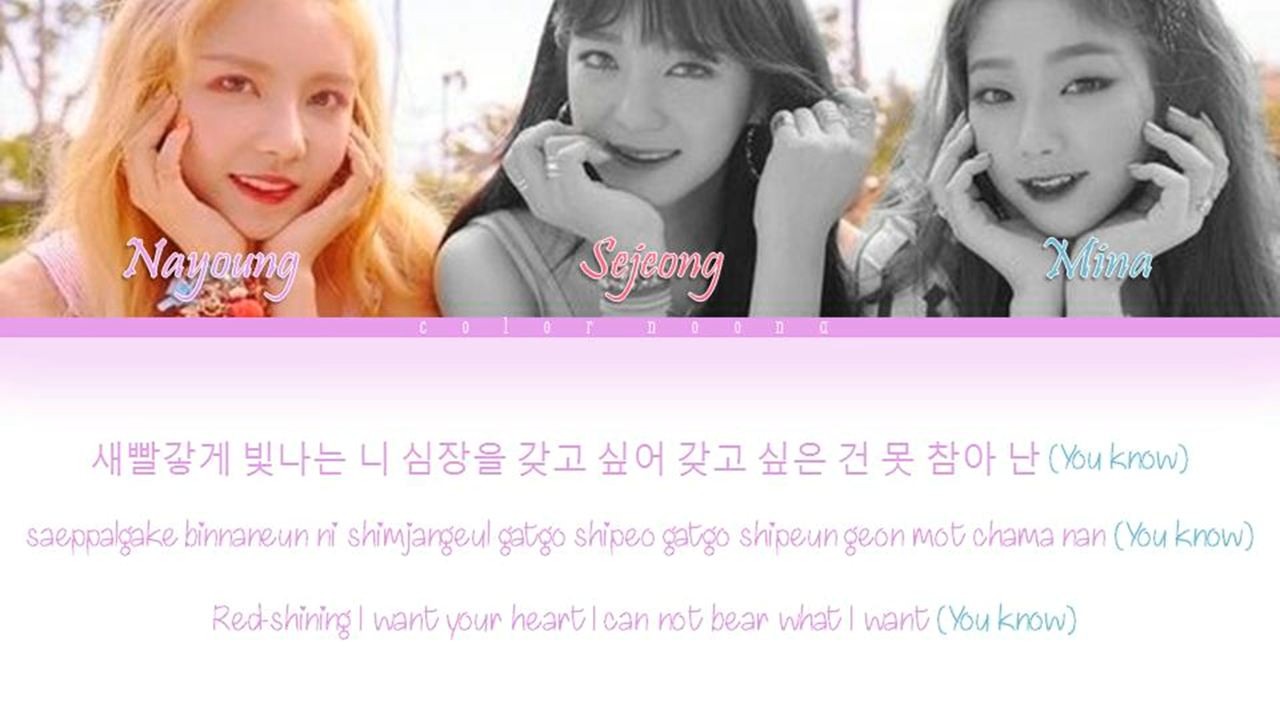 Nayoung Sejeong Mina
color noona
새빨갛게 빛나는 니 심장을 갖고 싶어 갖고 싶은 건 못 참아 난 (You know)
saeppalgake binnaneun ni shimjangeul gatgo shipeo gatgo shipeun geon mot chama nan (You know)
Red-shining I want your heart I can not bear what I want (You know)